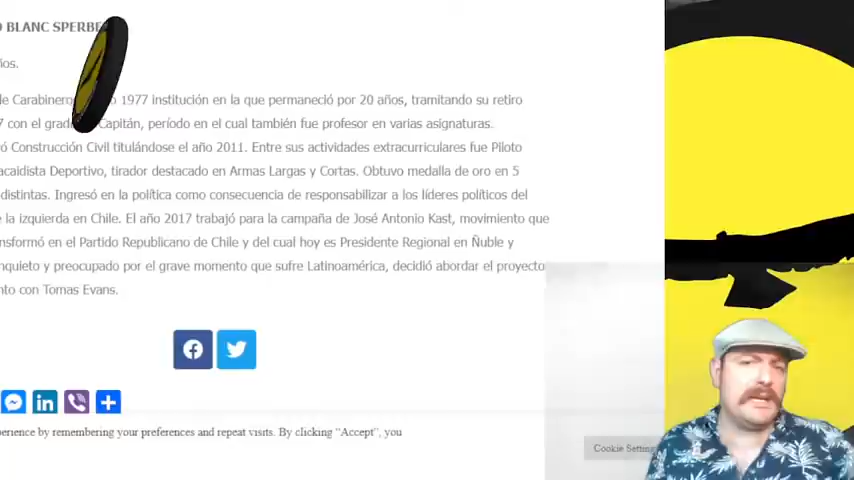 O BLANC SPERBE
ños.
de Carabinero 1977 institución en la que permaneció por 20 años, tramitando su retiro
7 con el grad Capitán, período en el cual también fue profesor en varias asignaturas.
ó Construcción Civil titulándose el año 2011. Entre sus actividades extracurriculares fue Piloto
acaidista Deportivo, tirador destacado en Armas Largas y Cortas. Obtuvo medalla de oro en 5
distintas. Ingresó en la política como consecuencia de responsabilizar a los líderes políticos del
e la izquierda en Chile. El año 2017 trabajó para la campaña de José Antonio Kast, movimiento que
nsformó en el Partido Republicano de Chile y del cual hoy es Presidente Regional en Ñuble y
nquieto y preocupado por el grave momento que sufre Latinoamérica, decidió abordar el proyecto
nto con Tomas Evans.
perience by remembering your preferences and repeat visits. By clicking “Accept”, you
Cookie Setting